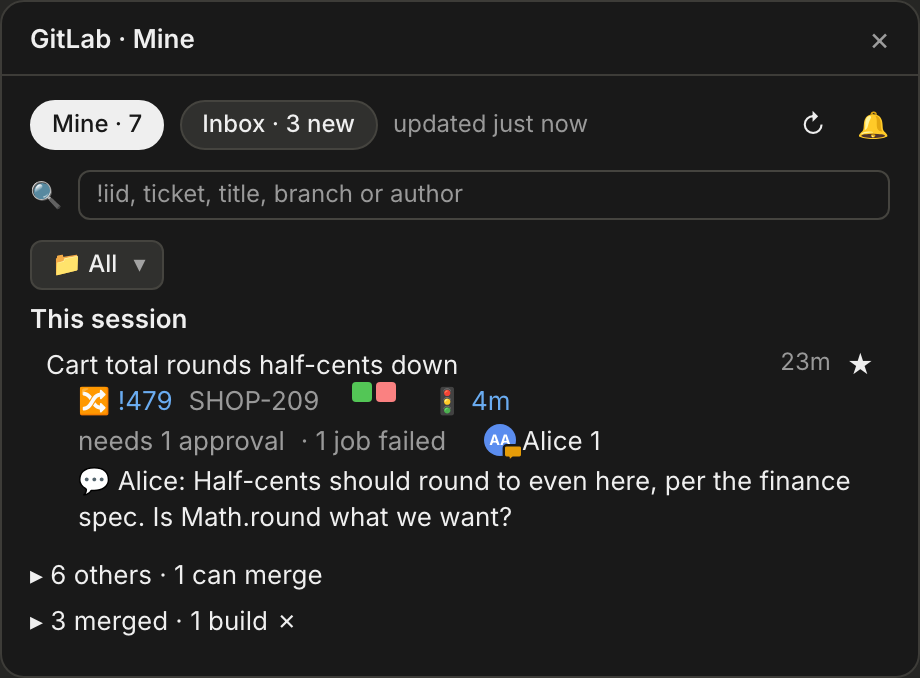 GitLab · Mine ×
Mine · 7 Inbox · 3 new updated just now
!iid, ticket, title, branch or author
All ▾
This session
Cart total rounds half-cents down 23m ★
!479 SHOP-209 4m
needs 1 approval · 1 job failed AA Alice 1
Alice: Half-cents should round to even here, per the finance
spec. Is Math.round what we want?
▸ 6 others · 1 can merge
▸ 3 merged · 1 build ×